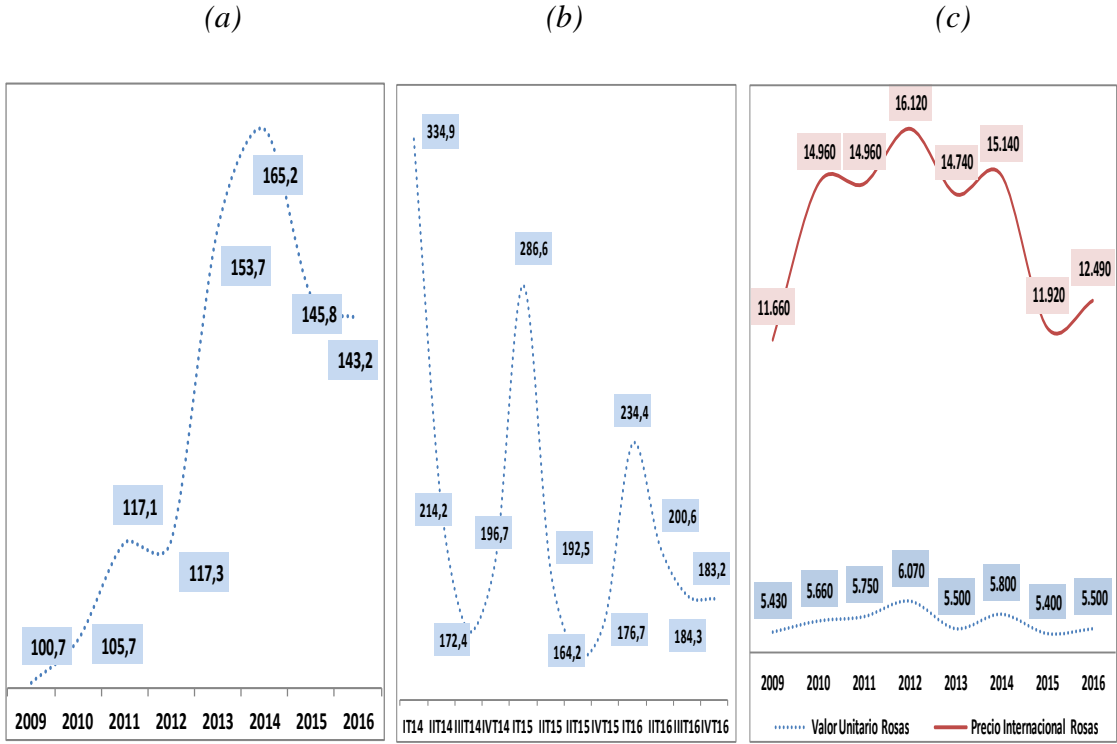 (a)
(b)
(c)
165,2
153,7
145,8
143,2
117,1
117,3
100,7
105,7
2009 2010 2011 2012 2013 2014 2015 2016
334,9
286,6
234,4
214,2
196,7
192,5
200,6
183,2
172,4
164,2
176,7
184,3
IT14 IIT14 IIIT14 IVT14 IT15 IIT15 IIIT15 IVT15 IT16 IIT16 IIIT16 IVT16
16.120
14.960 14.960 14.740 15.140
11.660
11.920
12.490
5.430 5.660 5.750 6.070 5.500 5.800 5.400 5.500
2009 2010 2011 2012 2013 2014 2015 2016
Valor Unitario Rosas Precio Internacional Rosas